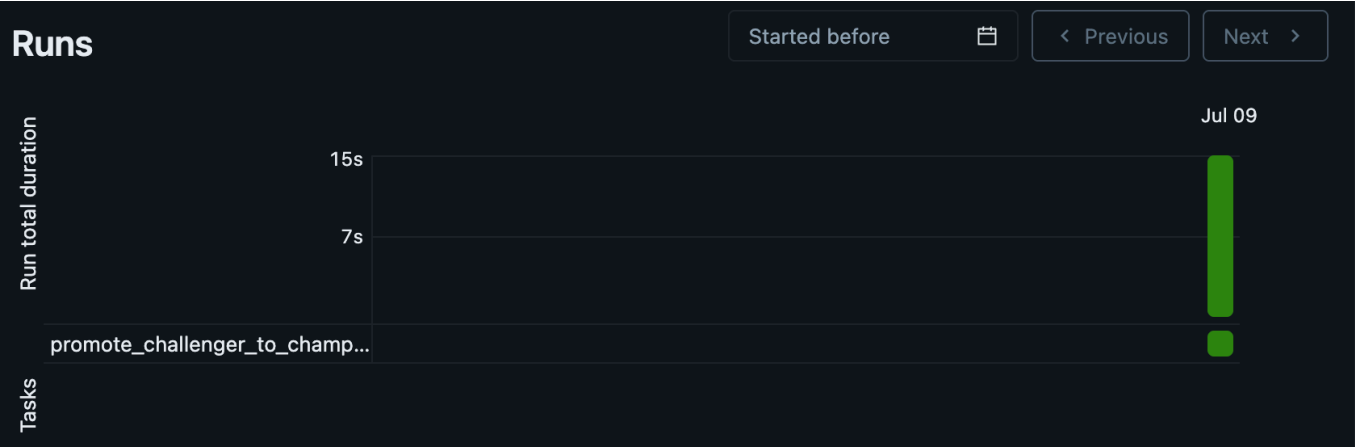 Runs
Started before
Previous
Next
Jul 09
Run total duration
15s
7s
promote_challenger_to_champ...
Tasks